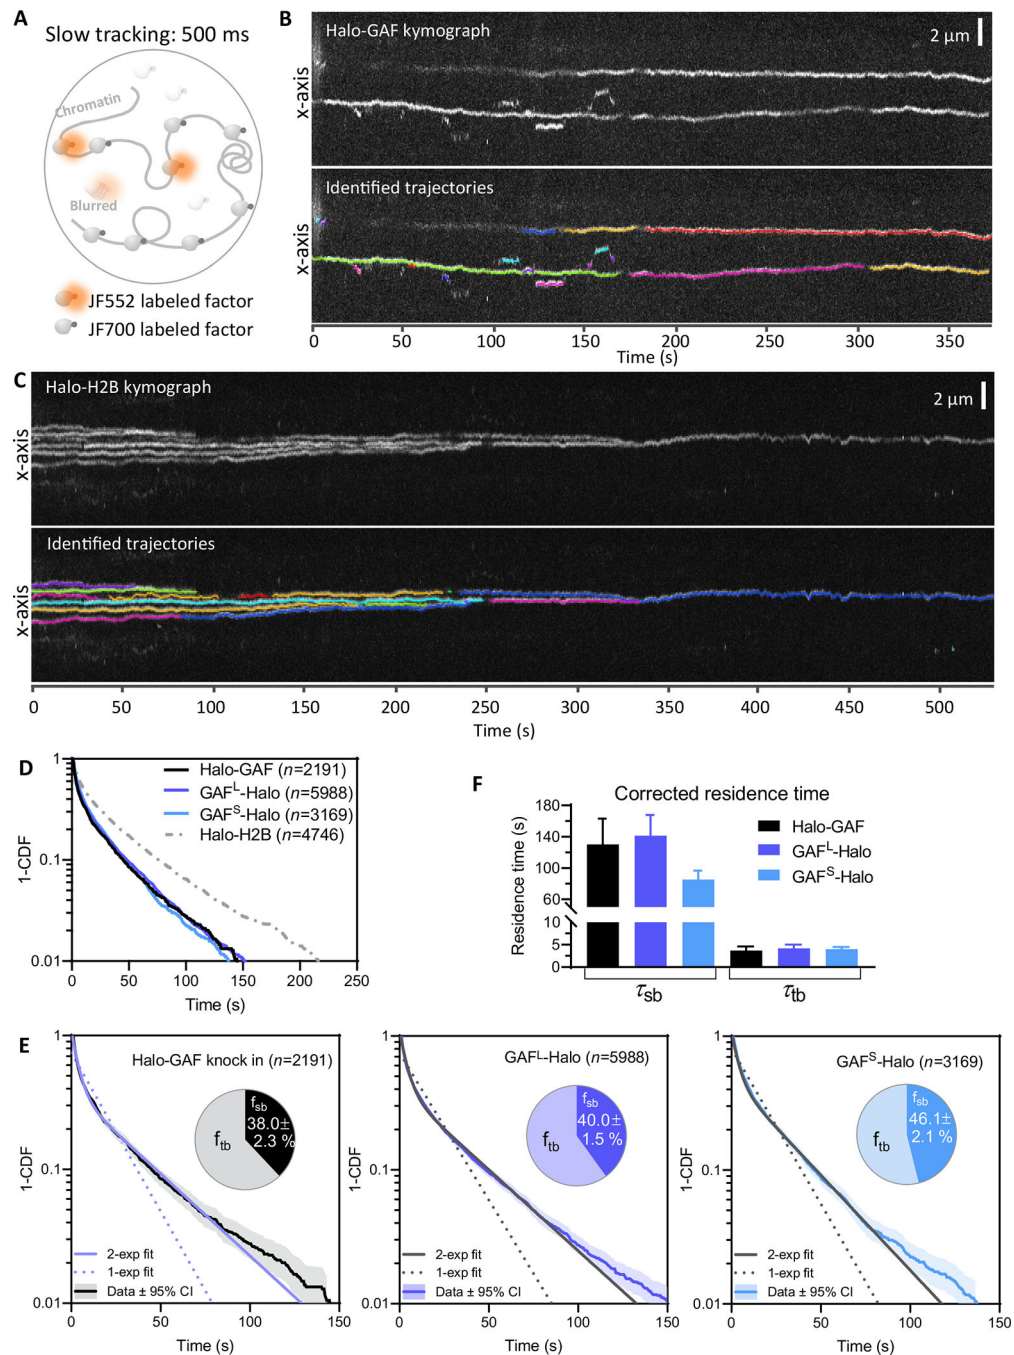 A
Slow tracking: 500 ms
Chromatin
Blurred
JF552 labeled factor
JF700 labeled factor
B
Halo-GAF kymograph
2 µm
x-axis
Identified trajectories
x-axis
0 50 100 150 200 250 300 350
Time (s)
C
Halo-H2B kymograph
2 µm
x-axis
Identified trajectories
x-axis
0 50 100 150 200 250 300 350 400 450 500
Time (s)
D
1-CDF
1
0.1
0.01
0 50 100 150 200 250
Time (s)
Halo-GAF (n=2191)
GAFᴸ-Halo (n=5988)
GAFˢ-Halo (n=3169)
Halo-H2B (n=4746)
F
Corrected residence time
Residence time (s)
180
140
100
60
10
5
0
Halo-GAF
GAFᴸ-Halo
GAFˢ-Halo
τsb
τtb
E
1-CDF
1
0.1
0.01
Halo-GAF knock in (n=2191)
fsb
38.0±
2.3 %
ftb
2-exp fit
1-exp fit
Data ± 95% CI
0 50 100 150
Time (s)
1-CDF
1
0.1
0.01
GAFᴸ-Halo (n=5988)
fsb
40.0±
1.5 %
ftb
2-exp fit
1-exp fit
Data ± 95% CI
0 50 100 150
Time (s)
1-CDF
1
0.1
0.01
GAFˢ-Halo (n=3169)
fsb
46.1±
2.1 %
ftb
2-exp fit
1-exp fit
Data ± 95% CI
0 50 100 150
Time (s)